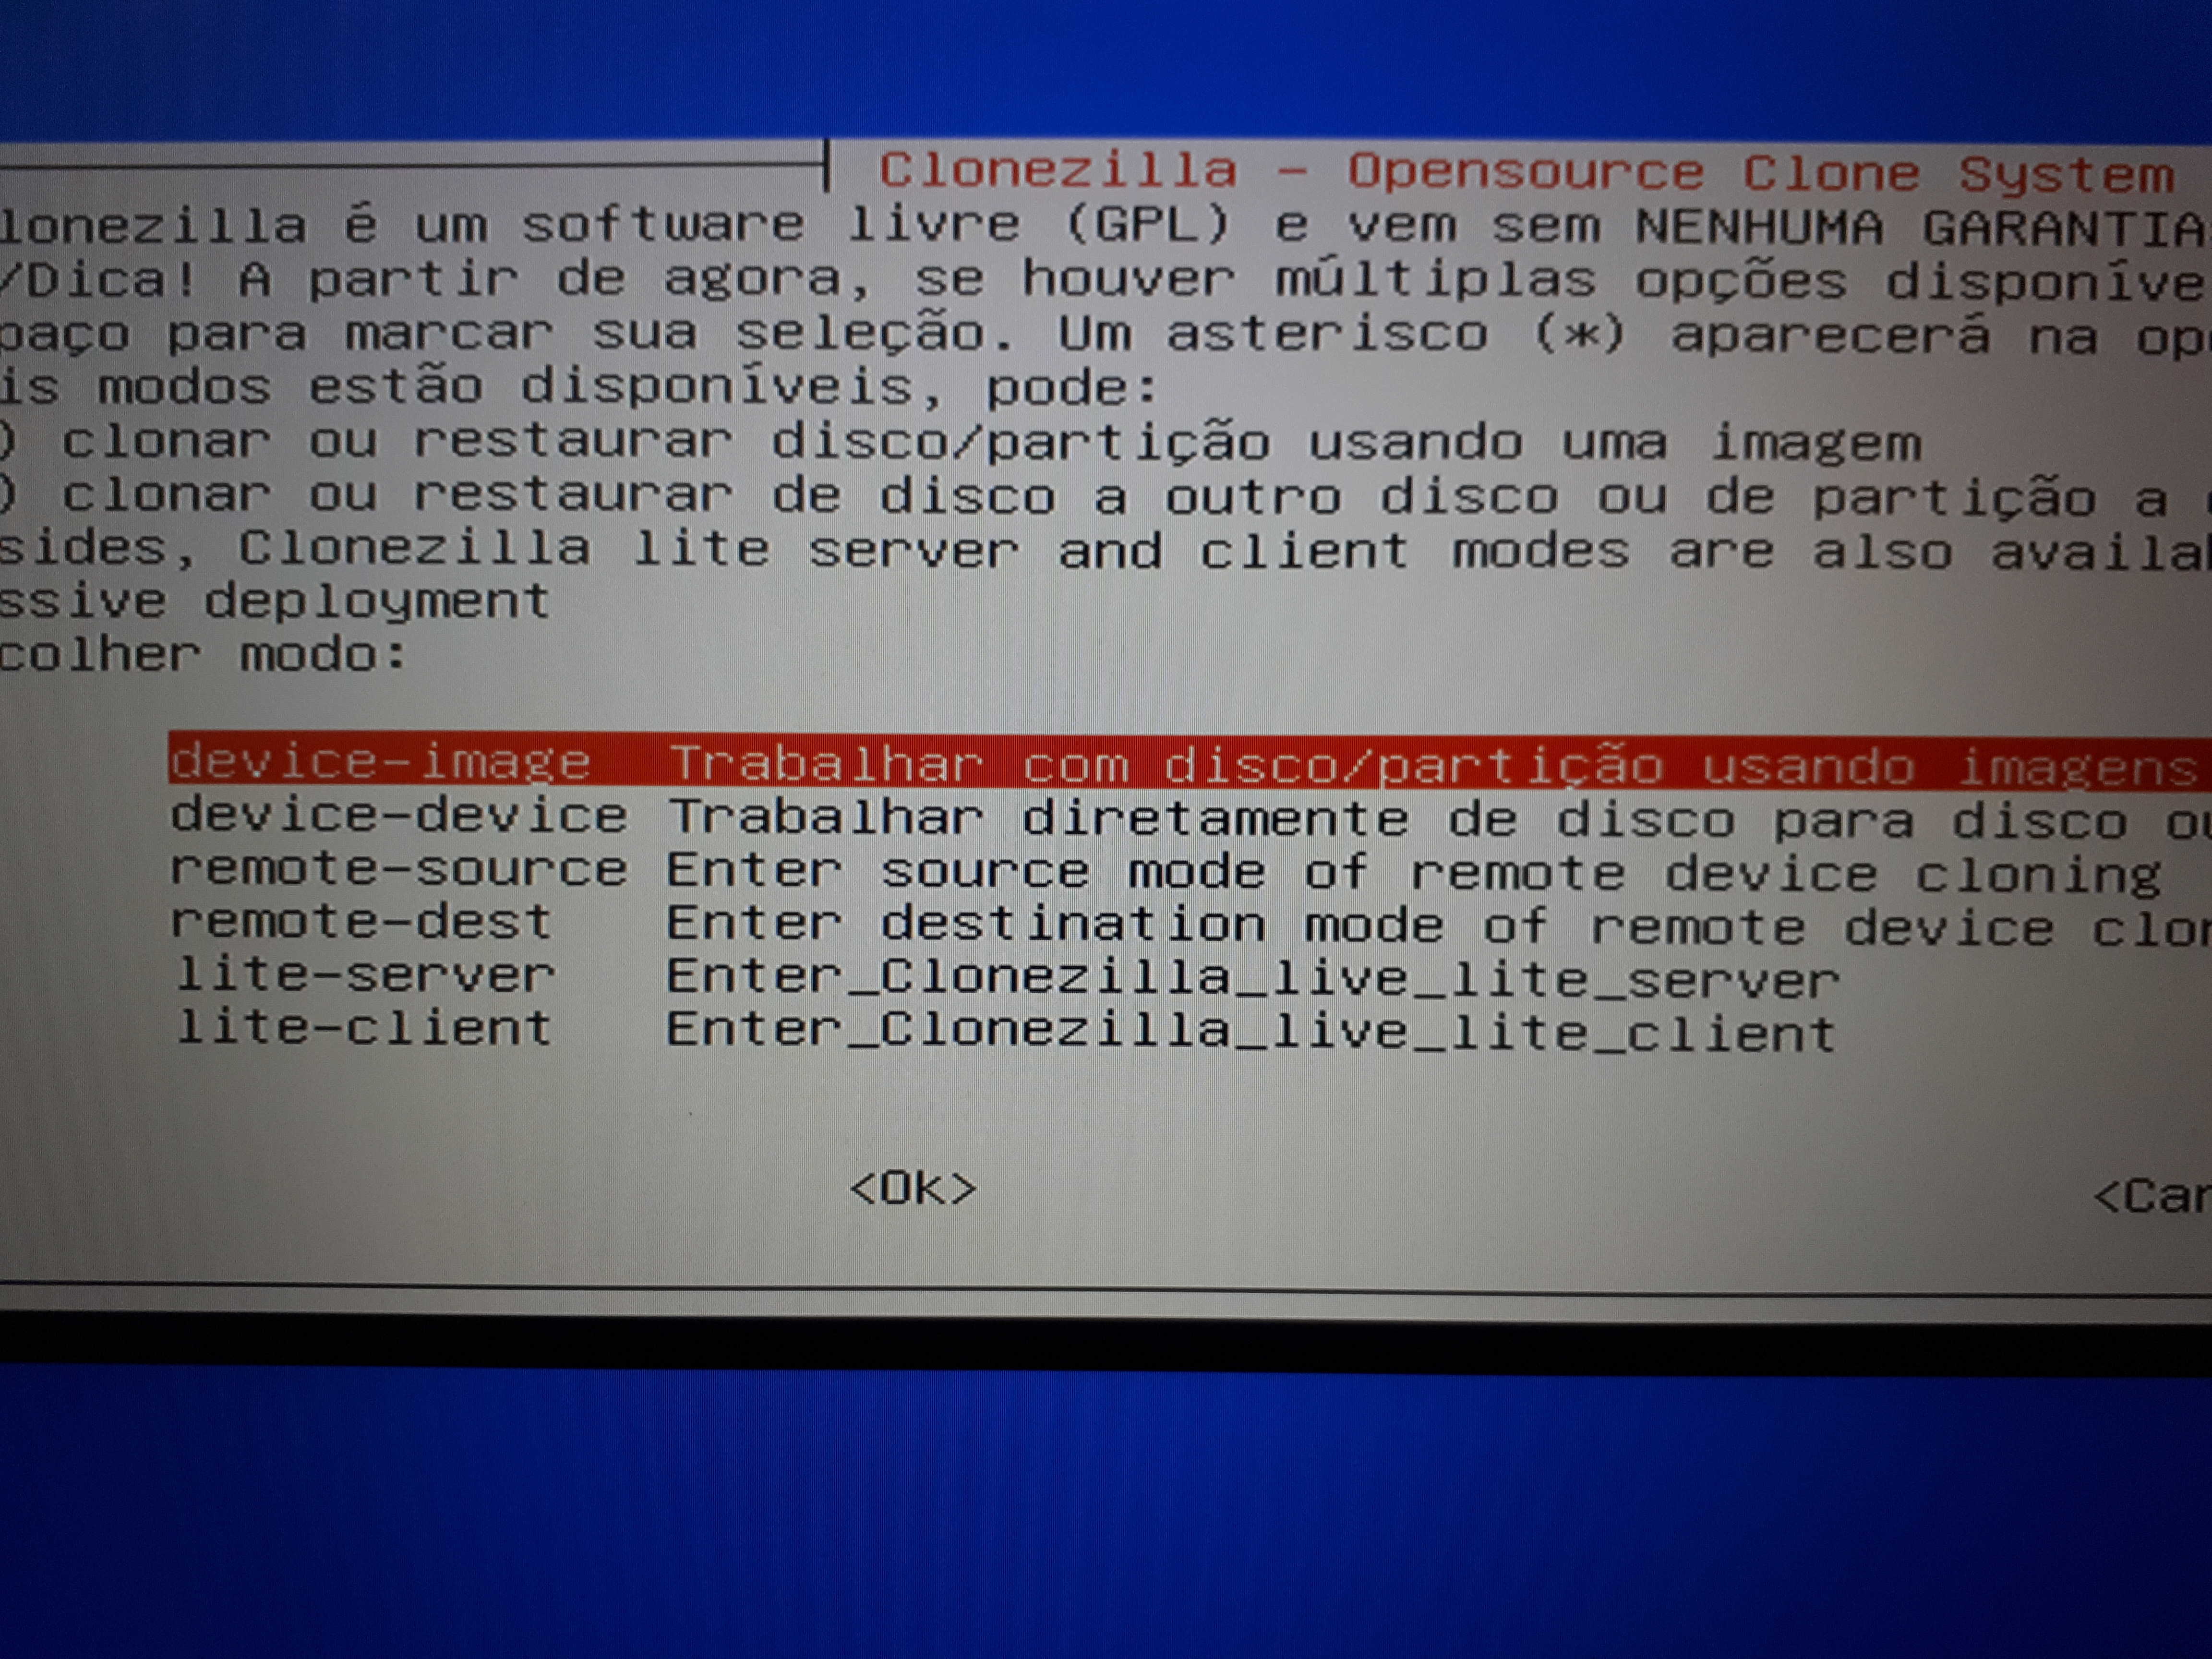 Clonezilla - Opensource Clone System
lonezilla é um software livre (GPL) e vem sem NENHUMA GARANTIA
/Dica! A partir de agora, se houver múltiplas opções disponíve
paço para marcar sua seleção. Um asterisco (*) aparecerá na op
is modos estão disponíveis, pode:
) clonar ou restaurar disco/partição usando uma imagem
) clonar ou restaurar de disco a outro disco ou de partição a
sides, Clonezilla lite server and client modes are also availa
ssive deployment
colher modo:
device-image Trabalhar com disco/partição usando imagens
device-device Trabalhar diretamente de disco para disco ou
remote-source Enter source mode of remote device cloning
remote-dest Enter destination mode of remote device clon
lite-server Enter_Clonezilla_live_lite_server
lite-client Enter_Clonezilla_live_lite_client
<Ok>
<Can